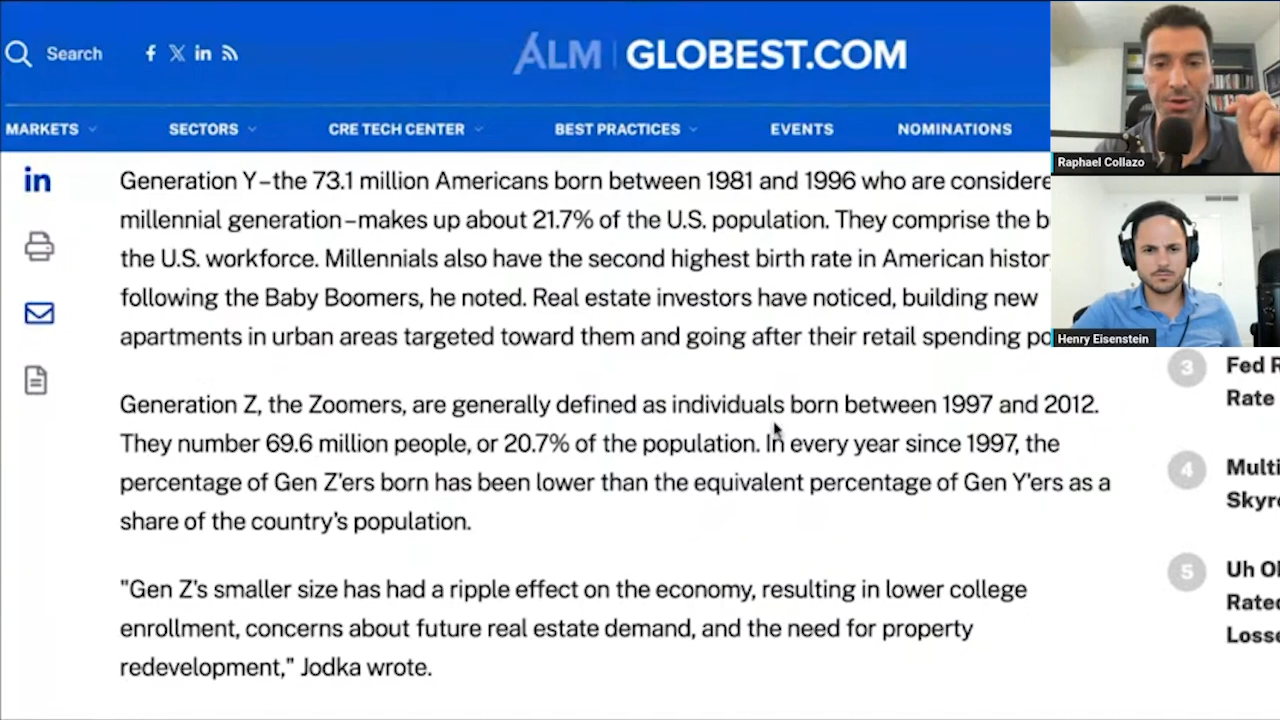 Search
ALM | GLOBEST.COM
MARKETS
SECTORS
CRE TECH CENTER
BEST PRACTICES
EVENTS
NOMINATIONS
Raphael Collazo
Henry Eisenstein
Generation Y–the 73.1 million Americans born between 1981 and 1996 who are
millennial generation–makes up about 21.7% of the U.S. population. They comprise the
the U.S. workforce. Millennials also have the second highest birth rate in American
following the Baby Boomers, he noted. Real estate investors have noticed, building new
apartments in urban areas targeted toward them and going after their retail spending
Generation Z, the Zoomers, are generally defined as individuals born between 1997 and 2012.
They number 69.6 million people, or 20.7% of the population. In every year since 1997, the
percentage of Gen Z'ers born has been lower than the equivalent percentage of Gen Y'ers as a
share of the country's population.
"Gen Z's smaller size has had a ripple effect on the economy, resulting in lower college
enrollment, concerns about future real estate demand, and the need for property
redevelopment," Jodka wrote.
3
Fed
Rate
4
5
Uh